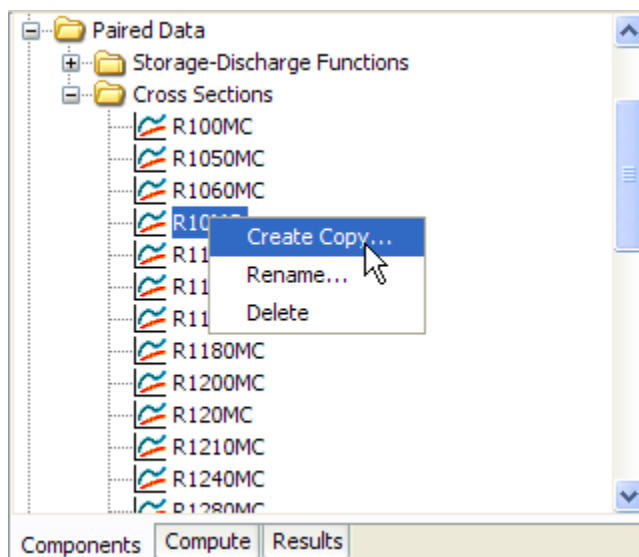 Paired Data
Storage-Discharge Functions
Cross Sections
R100MC
R1050MC
R1060MC
Create Copy...
Rename...
Delete
R1180MC
R1200MC
R120MC
R1210MC
R1240MC
R1280MC
Components Compute Results